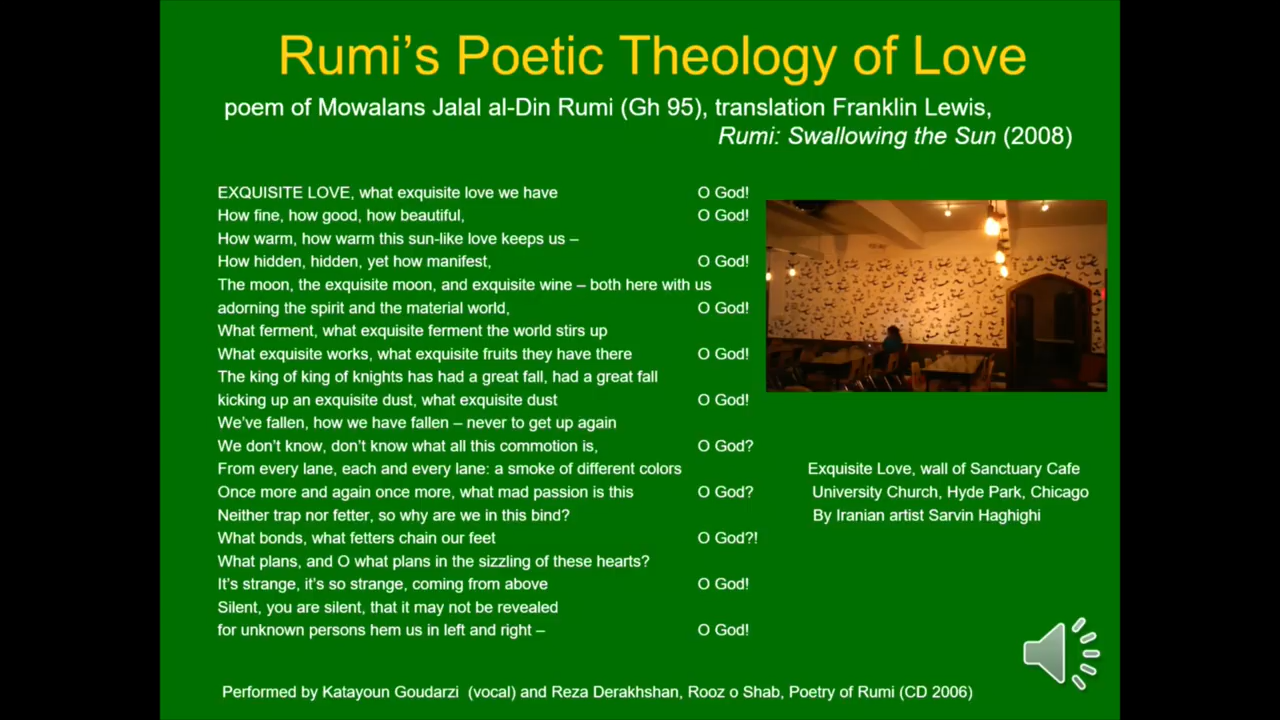 Rumi's Poetic Theology of Love
poem of Mowalans Jalal al-Din Rumi (Gh 95), translation Franklin Lewis,
Rumi: Swallowing the Sun (2008)
EXQUISITE LOVE, what exquisite love we have O God!
How fine, how good, how beautiful, O God!
How warm, how warm this sun-like love keeps us –
How hidden, hidden, yet how manifest, O God!
The moon, the exquisite moon, and exquisite wine – both here with us
adorning the spirit and the material world, O God!
What ferment, what exquisite ferment the world stirs up
What exquisite works, what exquisite fruits they have there O God!
The king of king of knights has had a great fall, had a great fall
kicking up an exquisite dust, what exquisite dust O God!
We've fallen, how we have fallen – never to get up again
We don't know, don't know what all this commotion is, O God?
From every lane, each and every lane: a smoke of different colors
Once more and again once more, what mad passion is this O God?
Neither trap nor fetter, so why are we in this bind?
What bonds, what fetters chain our feet O God?!
What plans, and O what plans in the sizzling of these hearts?
It's strange, it's so strange, coming from above O God!
Silent, you are silent, that it may not be revealed
for unknown persons hem us in left and right – O God!
Exquisite Love, wall of Sanctuary Cafe
University Church, Hyde Park, Chicago
By Iranian artist Sarvin Haghighi
Performed by Katayoun Goudarzi (vocal) and Reza Derakhshan, Rooz o Shab, Poetry of Rumi (CD 2006)